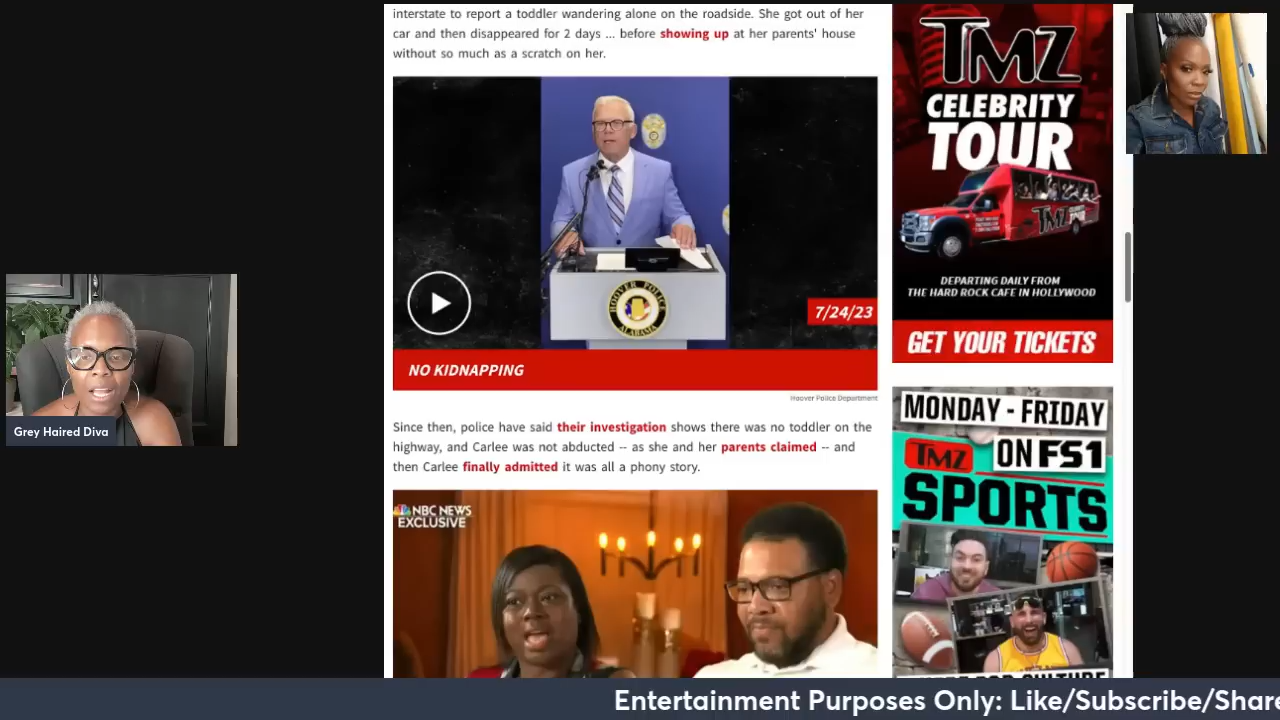 interstate to report a toddler wandering alone on the roadside. She got out of her
car and then disappeared for 2 days ... before showing up at her parents' house
without so much as a scratch on her.
HOOVER POLICE
ALABAMA
7/24/23
NO KIDNAPPING
Hoover Police Department
Since then, police have said their investigation shows there was no toddler on the
highway, and Carlee was not abducted -- as she and her parents claimed -- and
then Carlee finally admitted it was all a phony story.
NBC NEWS
EXCLUSIVE
TMZ
CELEBRITY
TOUR
TMZ
DEPARTING DAILY FROM
THE HARD ROCK CAFE IN HOLLYWOOD
GET YOUR TICKETS
MONDAY - FRIDAY
TMZ ON FS1
SPORTS
Grey Haired Diva
Entertainment Purposes Only: Like/Subscribe/Share